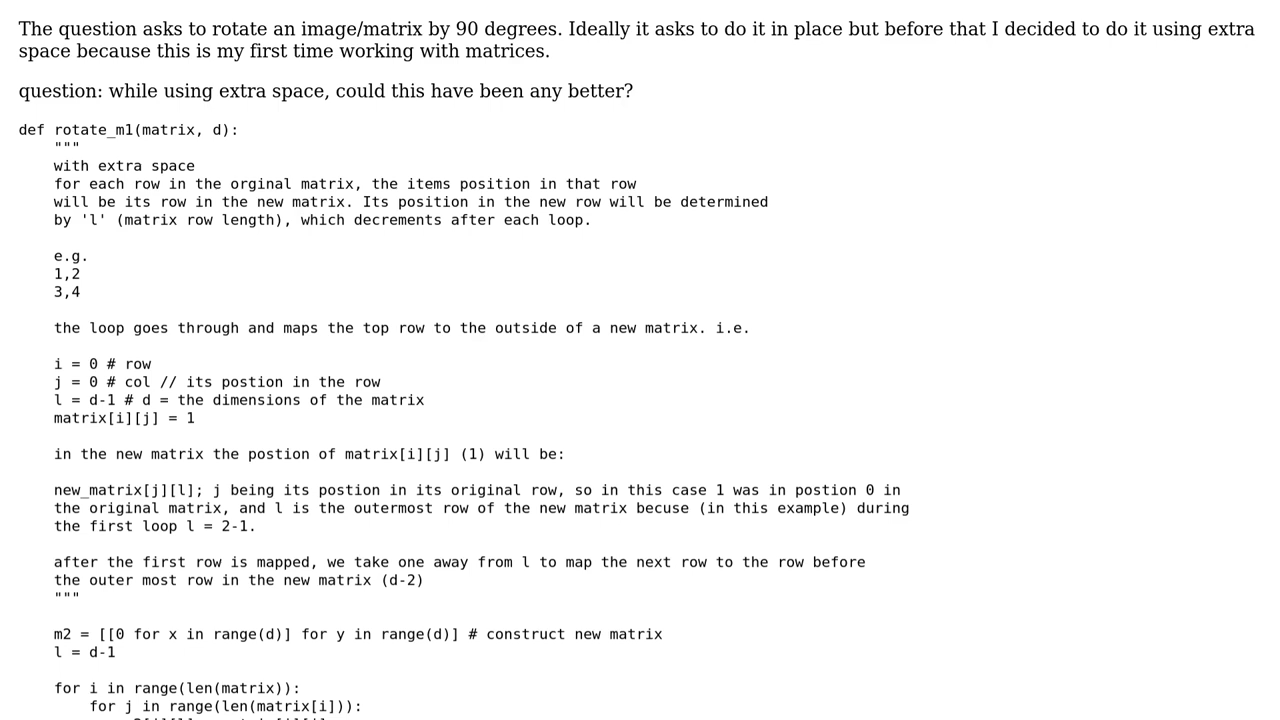 The question asks to rotate an image/matrix by 90 degrees. Ideally it asks to do it in place but before that I decided to do it using extra
space because this is my first time working with matrices.
question: while using extra space, could this have been any better?
def rotate_m1(matrix, d):
    """
    with extra space
    for each row in the orginal matrix, the items position in that row
    will be its row in the new matrix. Its position in the new row will be determined
    by 'l' (matrix row length), which decrements after each loop.

    e.g.
    1,2
    3,4

    the loop goes through and maps the top row to the outside of a new matrix. i.e.

    i = 0 # row
    j = 0 # col // its postion in the row
    l = d-1 # d = the dimensions of the matrix
    matrix[i][j] = 1

    in the new matrix the postion of matrix[i][j] (1) will be:

    new_matrix[j][l]; j being its postion in its original row, so in this case 1 was in postion 0 in
    the original matrix, and l is the outermost row of the new matrix becuse (in this example) during
    the first loop l = 2-1.

    after the first row is mapped, we take one away from l to map the next row to the row before
    the outer most row in the new matrix (d-2)
    """

    m2 = [[0 for x in range(d)] for y in range(d)] # construct new matrix
    l = d-1

    for i in range(len(matrix)):
        for j in range(len(matrix[i])):